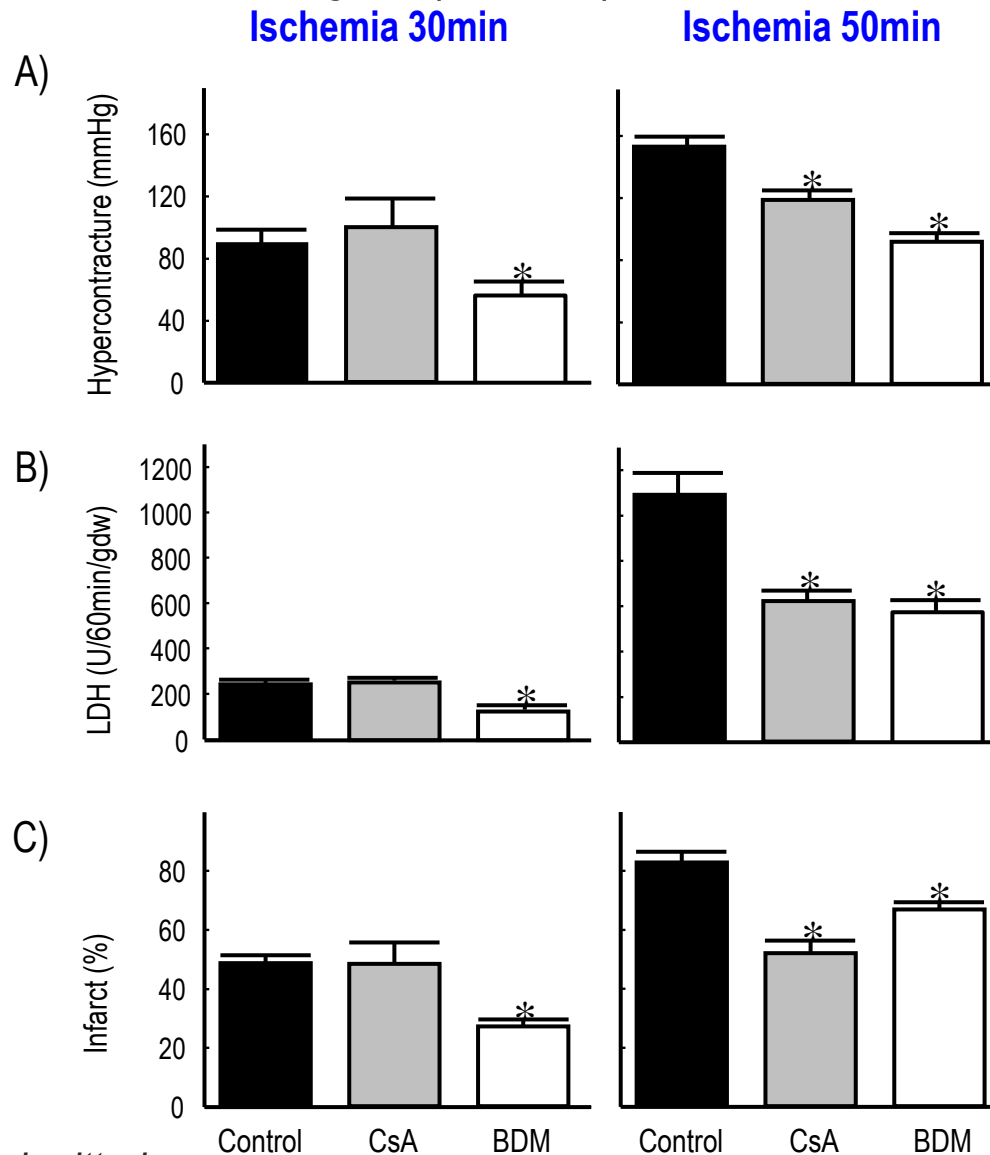 Ischemia 30min Ischemia 50min
A)
Hypercontracture (mmHg)
160
120
80
40
0
* * *
B)
LDH (U/60min/gdw)
1200
1000
800
600
400
200
0
* * *
C)
Infarct (%)
80
60
40
20
0
* * *
Control CsA BDM Control CsA BDM